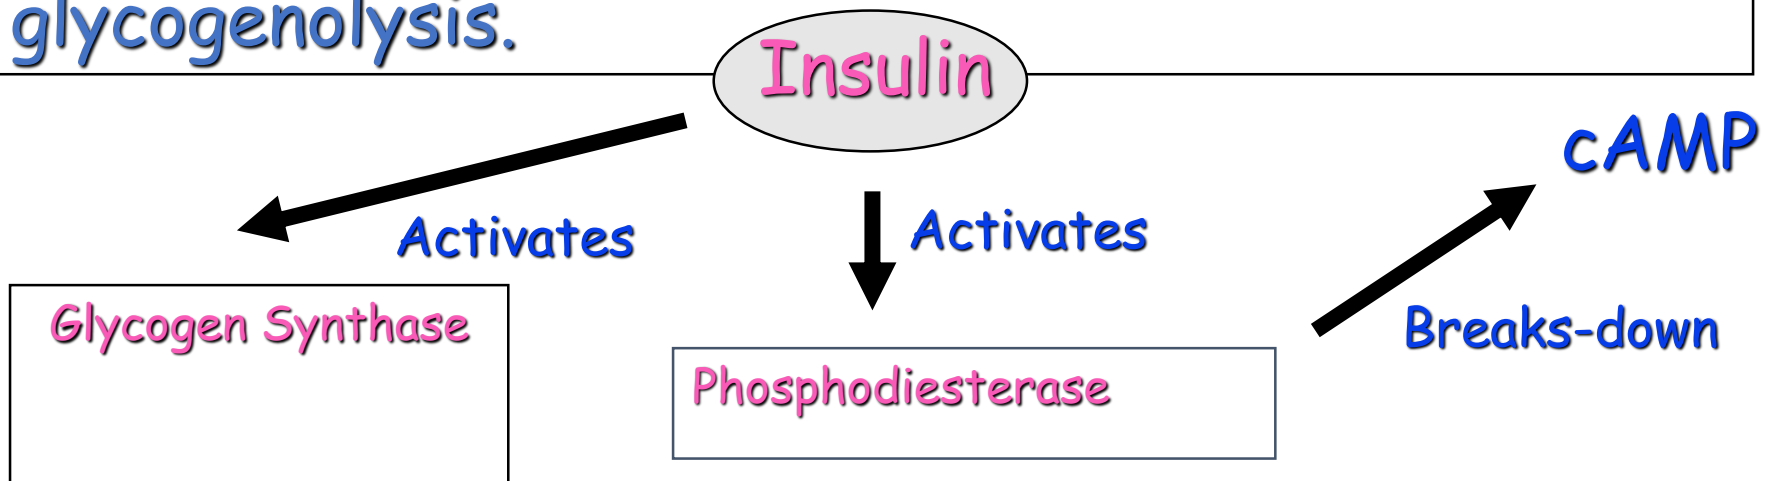 glycogenolysis.
Insulin
cAMP
Activates
Activates
Breaks-down
Glycogen Synthase
Phosphodiesterase